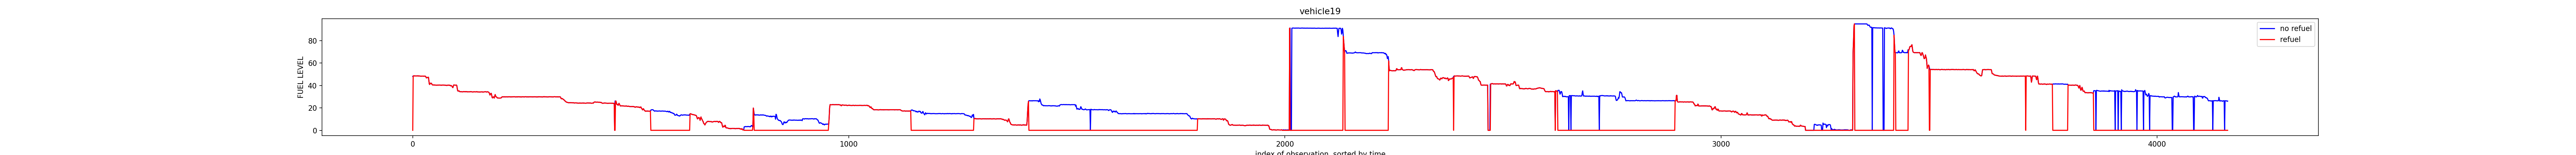 vehicle19
FUEL LEVEL
80
60
40
20
0
no refuel
refuel
0 1000 2000 3000 4000
index of observation, sorted by time